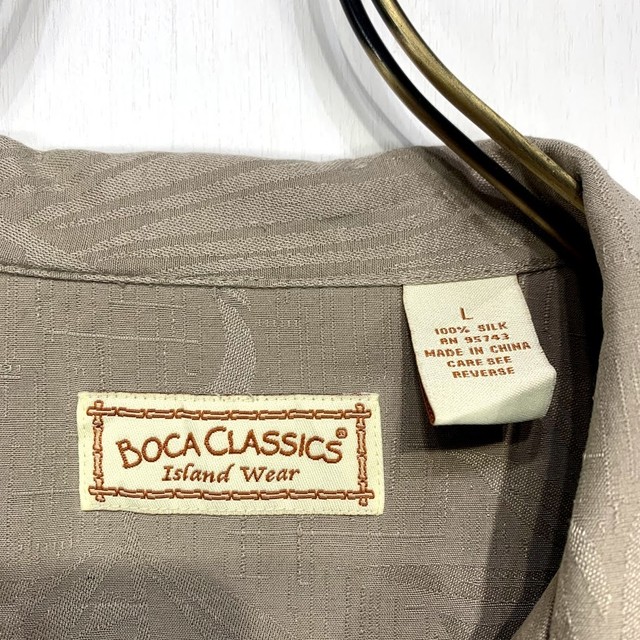 L
100% SILK
RN 95743
MADE IN CHINA
CARE SEE
REVERSE
BOCA CLASSICS®
Island Wear